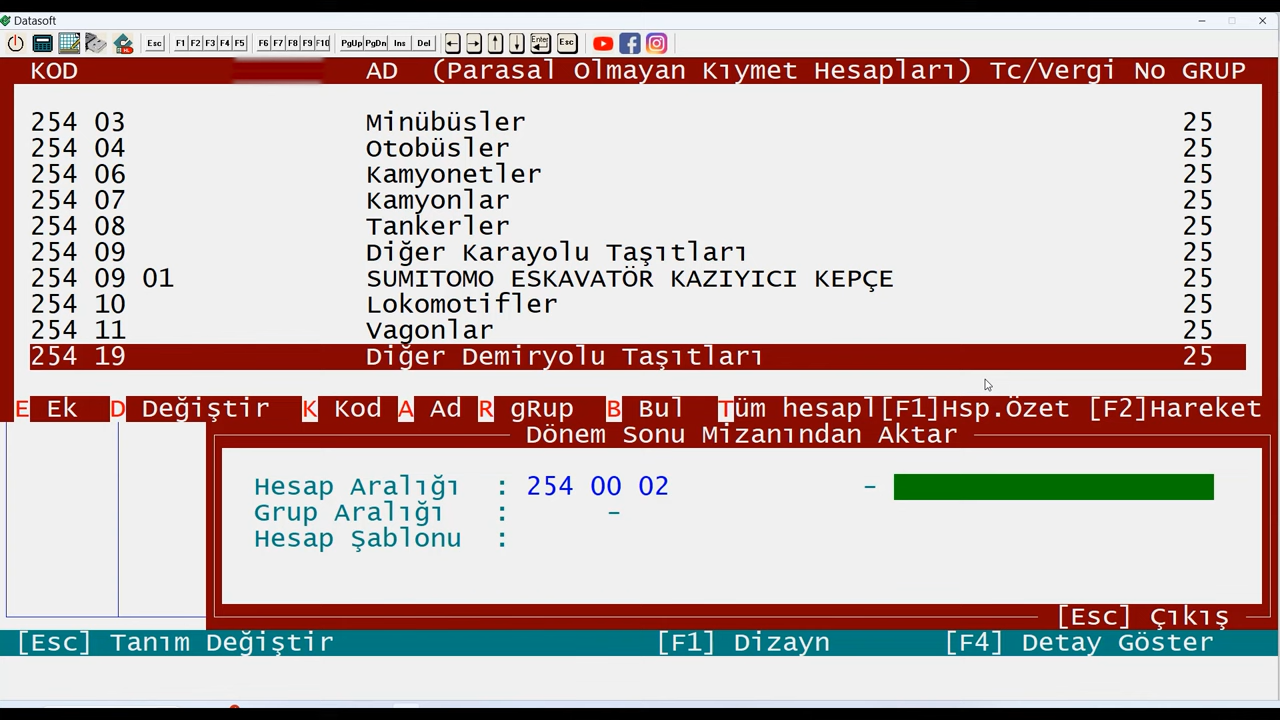 Datasoft
Esc F1 F2 F3 F4 F5 F6 F7 F8 F9 F10 PgUp PgDn Ins Del Enter Esc
KOD AD (Parasal Olmayan Kıymet Hesapları) Tc/Vergi No GRUP
254 03 Minübüsler 25
254 04 Otobüsler 25
254 06 Kamyonetler 25
254 07 Kamyonlar 25
254 08 Tankerler 25
254 09 Diğer Karayolu Taşıtları 25
254 09 01 SUMITOMO ESKAVATÖR KAZIYICI KEPÇE 25
254 10 Lokomotifler 25
254 11 Vagonlar 25
254 19 Diğer Demiryolu Taşıtları 25
E Ek D Değiştir K Kod A Ad R gRup B Bul Tüm hesapl[F1]Hsp.Özet [F2]Hareket
Dönem Sonu Mizanından Aktar
Hesap Aralığı : 254 00 02 -
Grup Aralığı : -
Hesap Şablonu :
[Esc] Çıkış
[Esc] Tanım Değiştir [F1] Dizayn [F4] Detay Göster